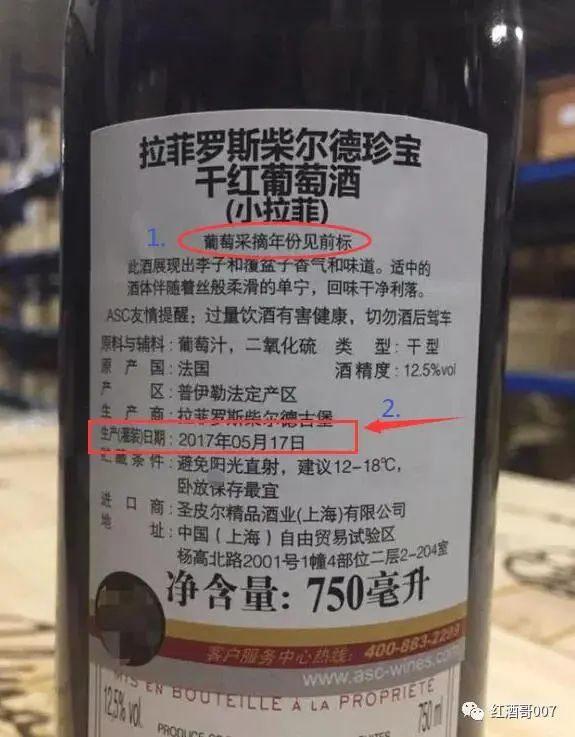 拉菲罗斯柴尔德珍宝
干红葡萄酒
(小拉菲)
1. 葡萄采摘年份见前标
此酒展现出李子和覆盆子香气和味道。适中的
酒体伴随着丝般柔滑的单宁，回味干净利落。
ASC友情提醒：过量饮酒有害健康，切勿酒后驾车
原料与辅料：葡萄汁，二氧化硫 类 型：干型
原 产 国：法国 酒精度：12.5%vol
产 区：普伊勒法定产区
生 产 商：拉菲罗斯柴尔德古堡 2.
生产(灌装)日期：2017年05月17日
贮藏条件：避免阳光直射，建议12-18℃，
卧放保存最宜
进 口 商：圣皮尔精品酒业(上海)有限公司
地 址：中国（上海）自由贸易试验区
杨高北路2001号1幢4部位二层2-204室
净含量：750毫升
客户服务中心热线：400-883-2299
www.asc-wines.com
MIS EN BOUTEILLE A LA PROPRIÉTÉ
12,5% vol.
750 ml
PRODUCE OF
红酒哥007